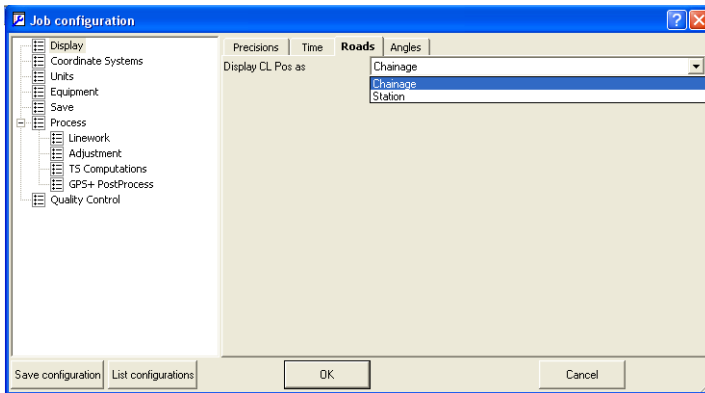 Job configuration
Display
Coordinate Systems
Units
Equipment
Save
Process
Linework
Adjustment
TS Computations
GPS+ PostProcess
Quality Control
Precisions Time Roads Angles
Display CL Pos as Chainage
Chainage
Station
Save configuration List configurations OK Cancel